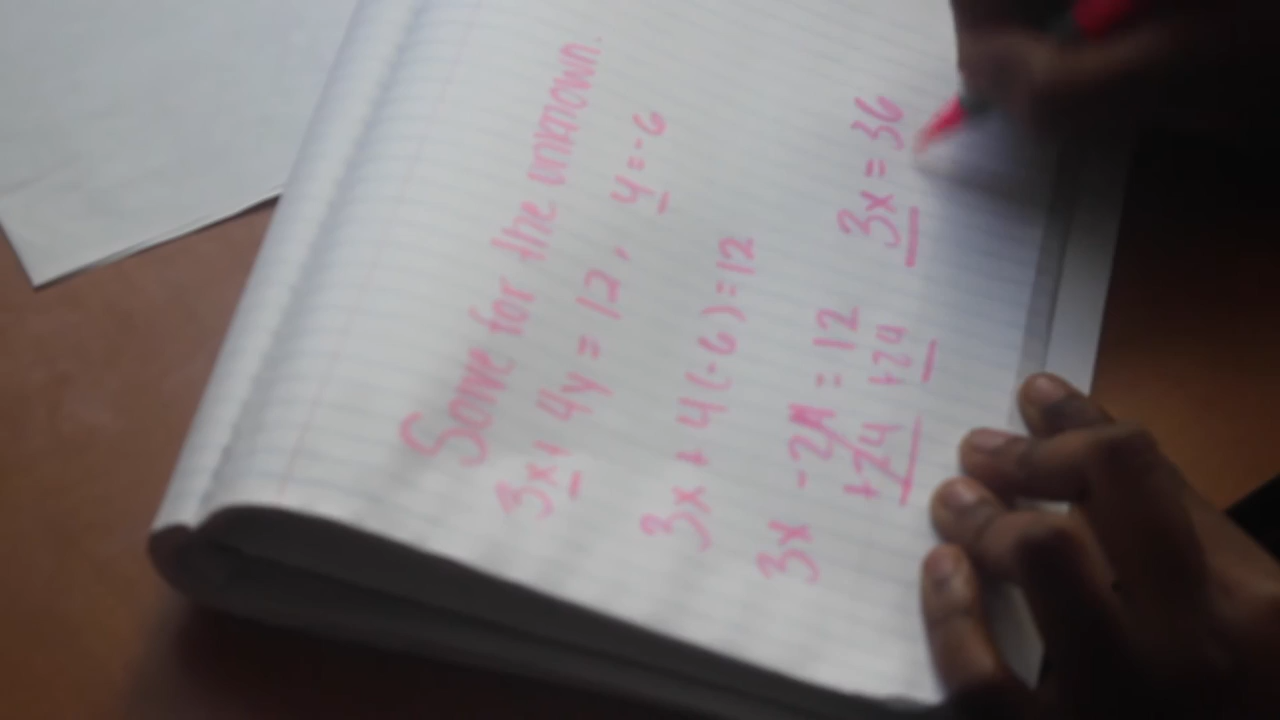 Solve for the unknown.
3x + 4y = 12, y = -6
3x + 4(-6) = 12
3x -24 = 12
+24 +24
3x = 36